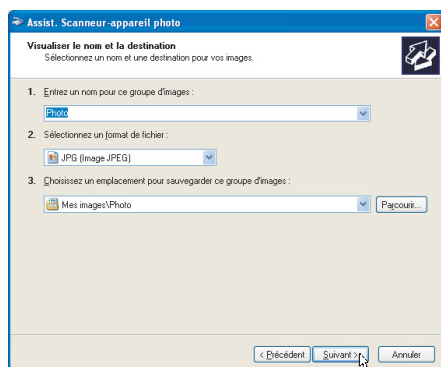 Assist. Scanneur-appareil photo
Visualiser le nom et la destination
Sélectionnez un nom et une destination pour vos images.
1. Entrez un nom pour ce groupe d'images :
Photo
2. Sélectionnez un format de fichier :
JPG (Image JPEG)
3. Choisissez un emplacement pour sauvegarder ce groupe d'images :
Mes images\Photo Parcourir...
< Précédent Suivant > Annuler